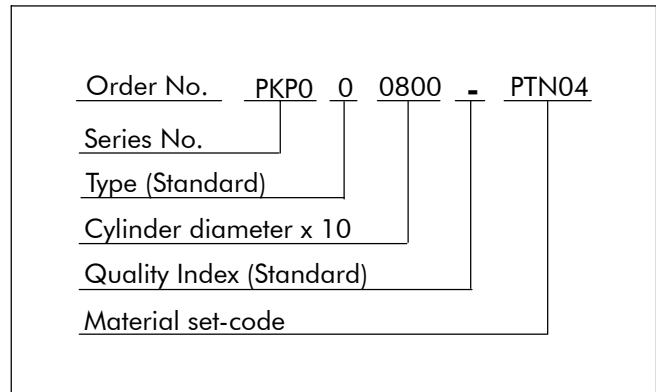 Order No. PKP0 0 0800 - PTN04
Series No.
Type (Standard)
Cylinder diameter x 10
Quality Index (Standard)
Material set-code